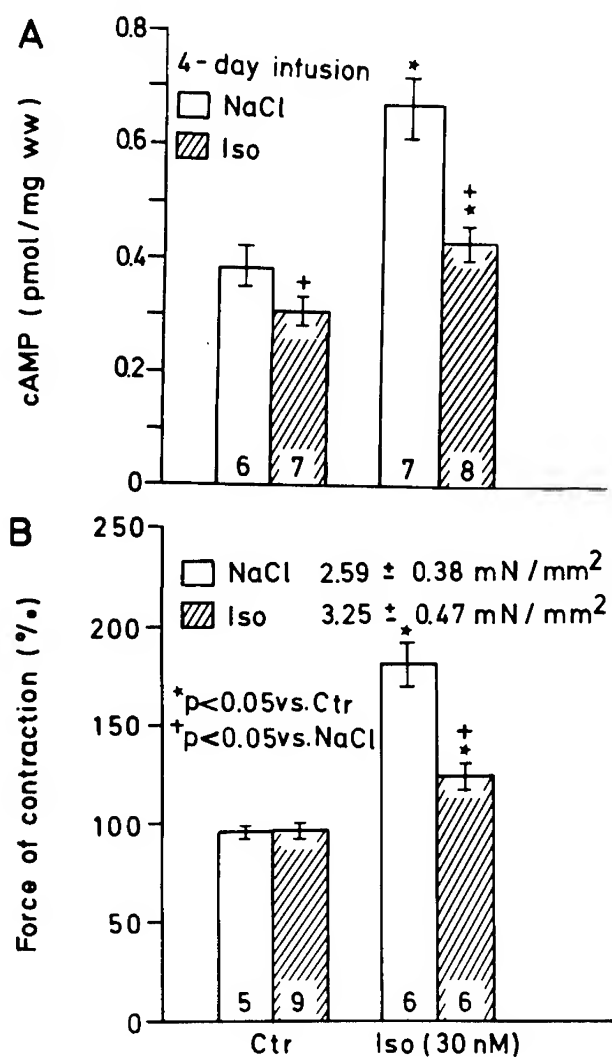 A
0.8
0.6
0.4
0.2
0
cAMP (pmol/mg ww)
4-day infusion
NaCl
Iso
*
+
+
*
6 7 7 8
B
250
200
150
100
50
0
Force of contraction (%)
NaCl 2.59 ± 0.38 mN/mm²
Iso 3.25 ± 0.47 mN/mm²
*p<0.05vs.Ctr
+p<0.05vs.NaCl
*
+
*
5 9 6 6
Ctr Iso (30 nM)